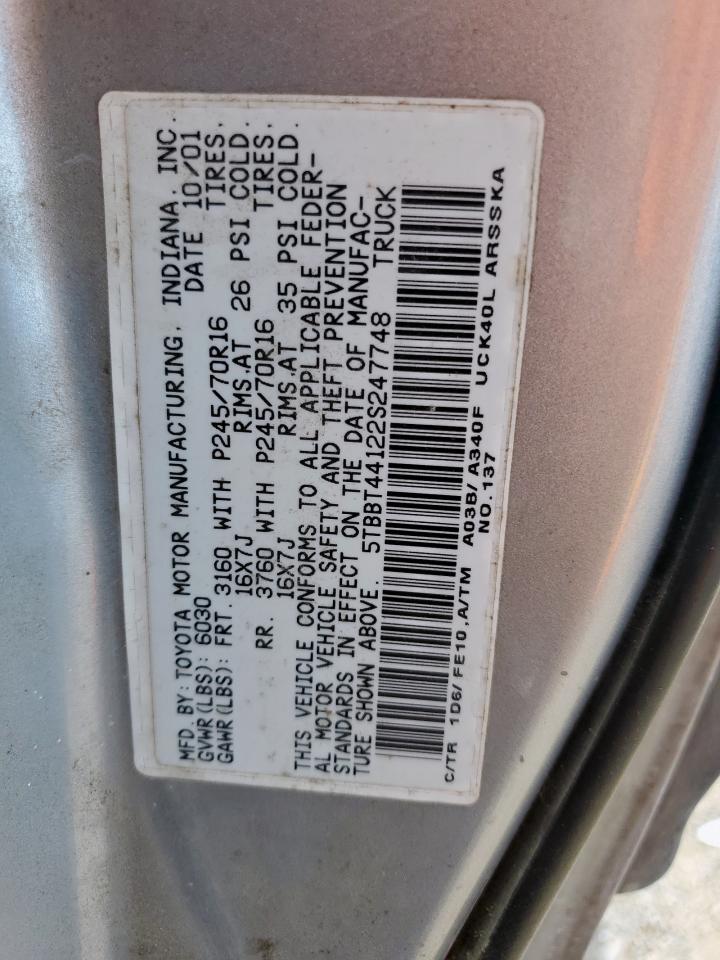 MFD. BY: TOYOTA MOTOR MANUFACTURING, INDIANA, INC.
GVWR(LBS): 6030 DATE 10/01
GAWR(LBS): FRT. 3160 WITH P245/70R16 TIRES,
16X7J RIMS,AT 26 PSI COLD.
RR. 3760 WITH P245/70R16 TIRES,
16X7J RIMS,AT 35 PSI COLD.
THIS VEHICLE CONFORMS TO ALL APPLICABLE FEDER-
AL MOTOR VEHICLE SAFETY AND THEFT PREVENTION
STANDARDS IN EFFECT ON THE DATE OF MANUFAC-
TURE SHOWN ABOVE. 5TBBT44122S247748 TRUCK
C/TR 1D6/ FE10 ,A/TM A03B/ A340F UCK40L ARSSKA
NO.137